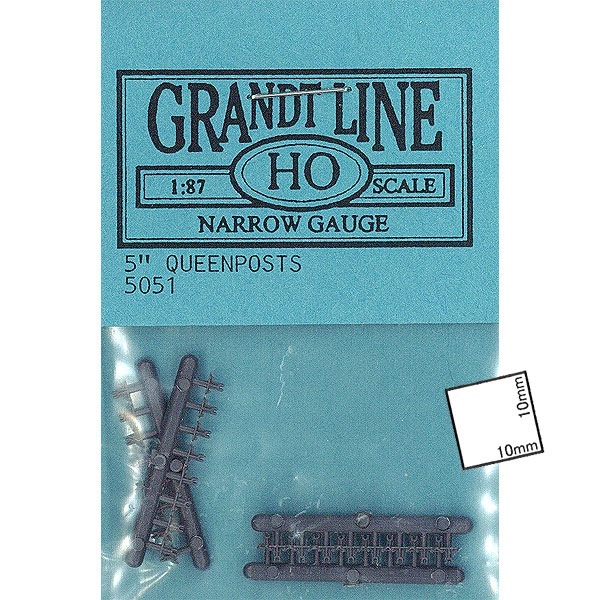 GRANDT LINE
1:87 HO SCALE
NARROW GAUGE
5" QUEENPOSTS
5051
10mm
10mm